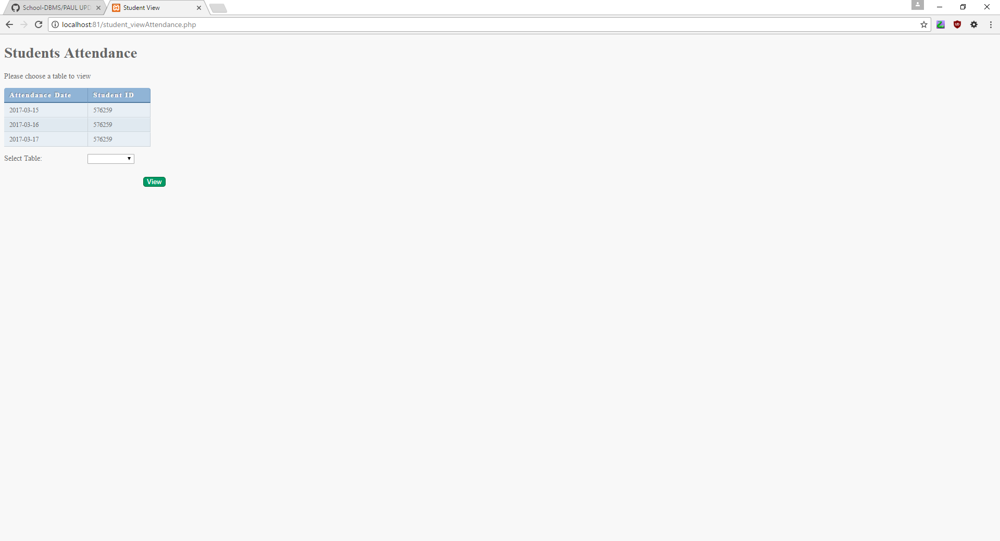 School-DBMS/PAUL UPD
Student View
localhost:81/student_viewAttendance.php
Students Attendance
Please choose a table to view
Attendance Date Student ID
2017-03-15 576259
2017-03-16 576259
2017-03-17 576259
Select Table:
View